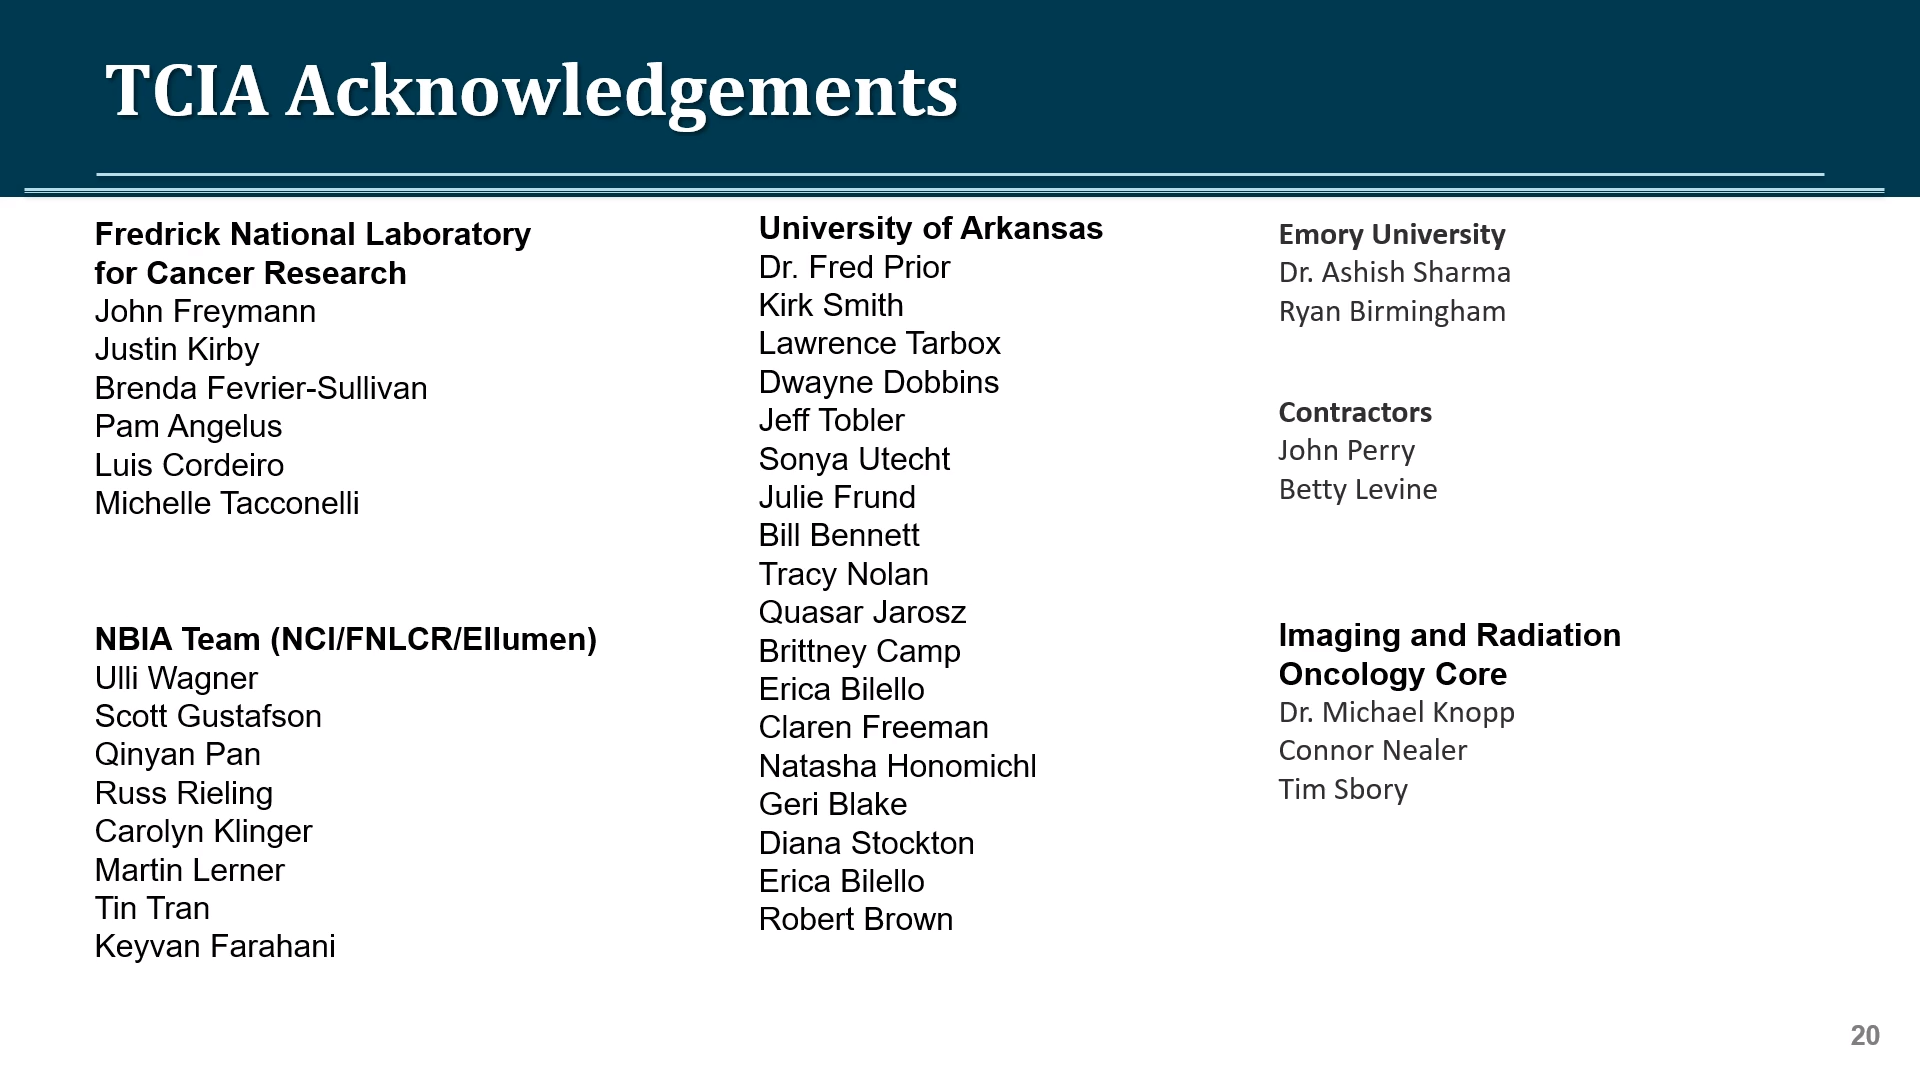 TCIA Acknowledgements
Fredrick National Laboratory
for Cancer Research
John Freymann
Justin Kirby
Brenda Fevrier-Sullivan
Pam Angelus
Luis Cordeiro
Michelle Tacconelli
NBIA Team (NCI/FNLCR/Ellumen)
Ulli Wagner
Scott Gustafson
Qinyan Pan
Russ Rieling
Carolyn Klinger
Martin Lerner
Tin Tran
Keyvan Farahani
University of Arkansas
Dr. Fred Prior
Kirk Smith
Lawrence Tarbox
Dwayne Dobbins
Jeff Tobler
Sonya Utecht
Julie Frund
Bill Bennett
Tracy Nolan
Quasar Jarosz
Brittney Camp
Erica Bilello
Claren Freeman
Natasha Honomichl
Geri Blake
Diana Stockton
Erica Bilello
Robert Brown
Emory University
Dr. Ashish Sharma
Ryan Birmingham
Contractors
John Perry
Betty Levine
Imaging and Radiation
Oncology Core
Dr. Michael Knopp
Connor Nealer
Tim Sbory
20